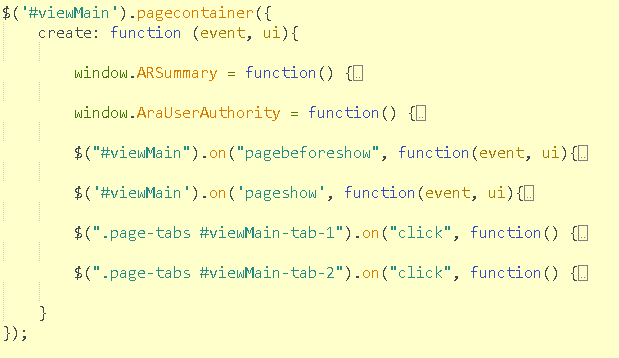 $('#viewMain').pagecontainer({
create: function (event, ui){
window.ARSummary = function() {…
window.AraUserAuthority = function() {…
$("#viewMain").on("pagebeforeshow", function(event, ui){…
$('#viewMain').on('pageshow', function(event, ui){…
$(".page-tabs #viewMain-tab-1").on("click", function() {…
$(".page-tabs #viewMain-tab-2").on("click", function() {…
}
});